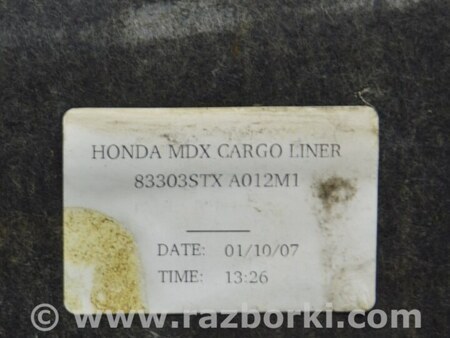 HONDA MDX CARGO LINER
83303STX A012M1
DATE: 01/10/07
TIME: 13:26
© www.razborki.com